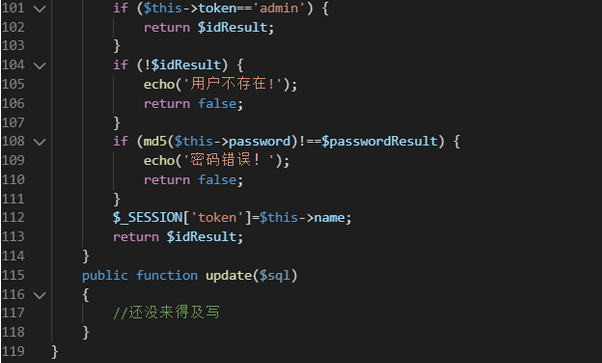 101 if ($this->token=='admin') {
102 return $idResult;
103 }
104 if (!$idResult) {
105 echo('用户不存在!');
106 return false;
107 }
108 if (md5($this->password)!==$passwordResult) {
109 echo('密码错误！');
110 return false;
111 }
112 $_SESSION['token']=$this->name;
113 return $idResult;
114 }
115 public function update($sql)
116 {
117 //还没来得及写
118 }
119 }